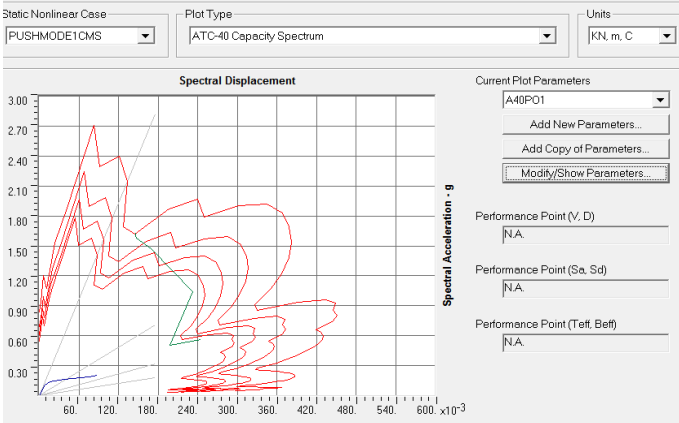 Static Nonlinear Case
Plot Type
Units
PUSHMODE1CMS
ATC-40 Capacity Spectrum
KN, m, C
Spectral Displacement
Current Plot Parameters
A40PO1
Add New Parameters...
Add Copy of Parameters...
Modify/Show Parameters...
Performance Point (V, D)
N.A.
Performance Point (Sa, Sd)
N.A.
Performance Point (Teff, Beff)
N.A.
Spectral Acceleration - g
3.00
2.70
2.40
2.10
1.80
1.50
1.20
0.90
0.60
0.30
60. 120. 180. 240. 300. 360. 420. 480. 540. 600. x10-3